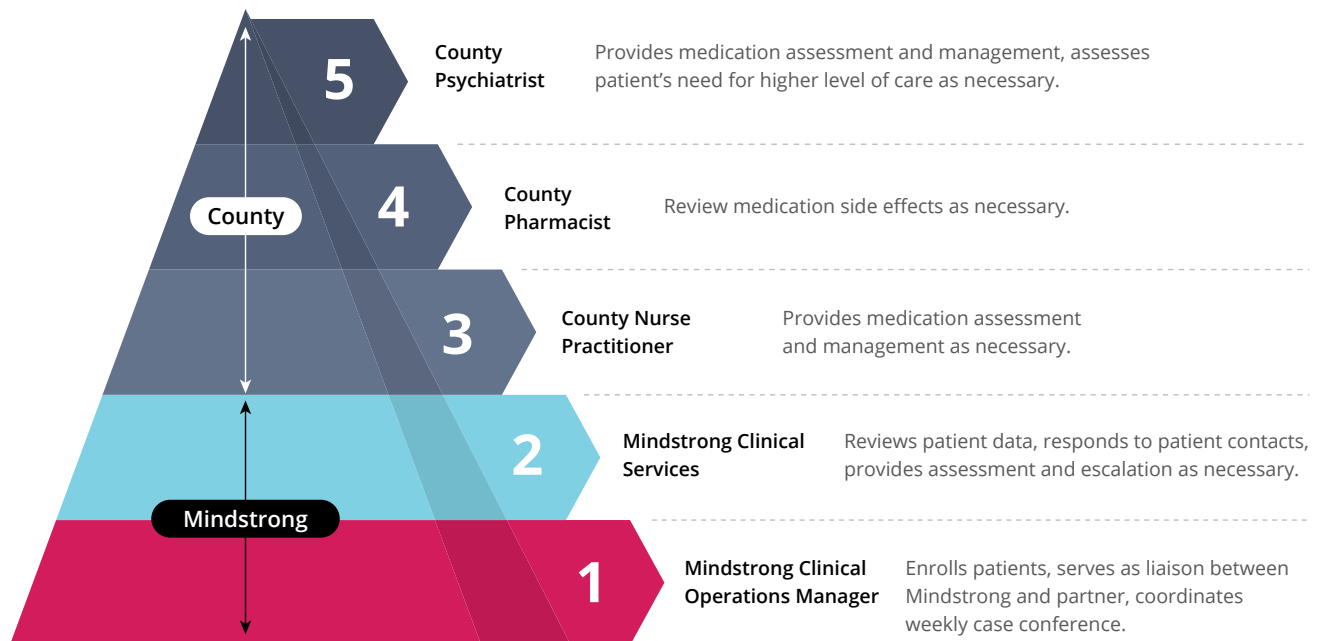 5
County
Psychiatrist
Provides medication assessment and management, assesses
patient's need for higher level of care as necessary.
County
4
County
Pharmacist
Review medication side effects as necessary.
3
County Nurse
Practitioner
Provides medication assessment
and management as necessary.
2
Mindstrong Clinical
Services
Reviews patient data, responds to patient contacts,
provides assessment and escalation as necessary.
Mindstrong
1
Mindstrong Clinical
Operations Manager
Enrolls patients, serves as liaison between
Mindstrong and partner, coordinates
weekly case conference.